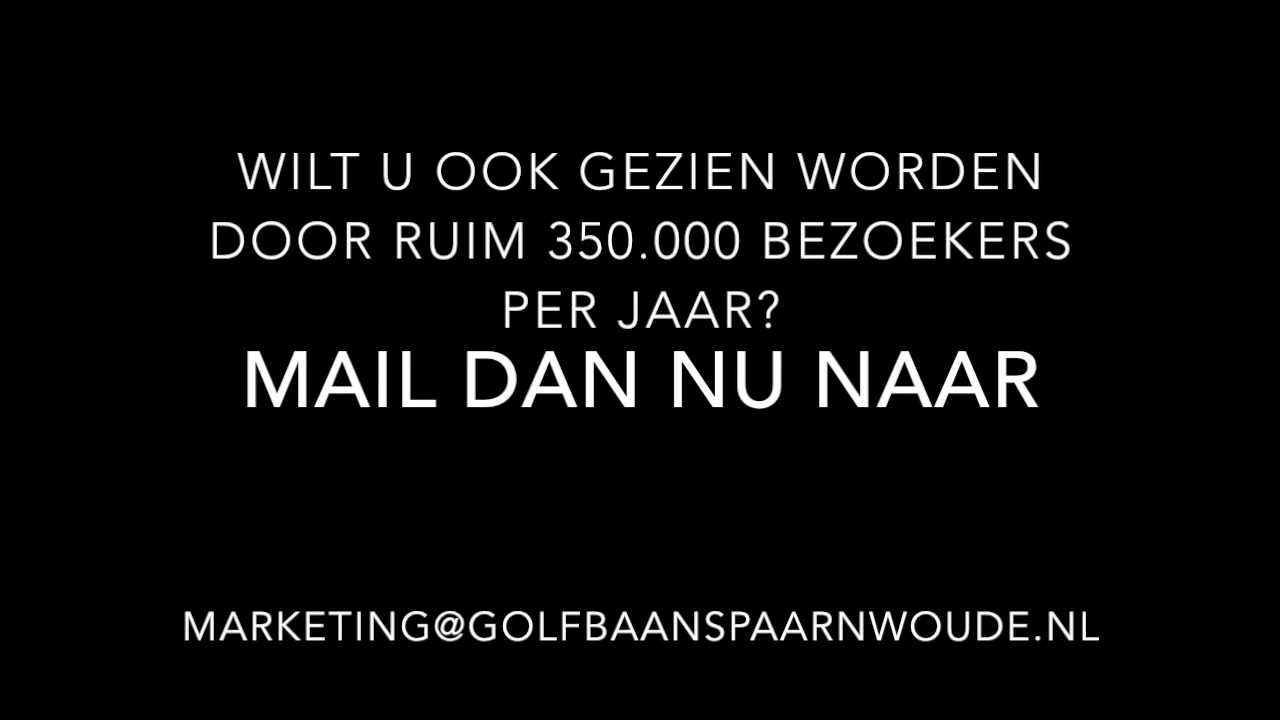 WILT U OOK GEZIEN WORDEN
DOOR RUIM 350.000 BEZOEKERS
PER JAAR?
MAIL DAN NU NAAR
MARKETING@GOLFBAANSPAARNWOUDE.NL